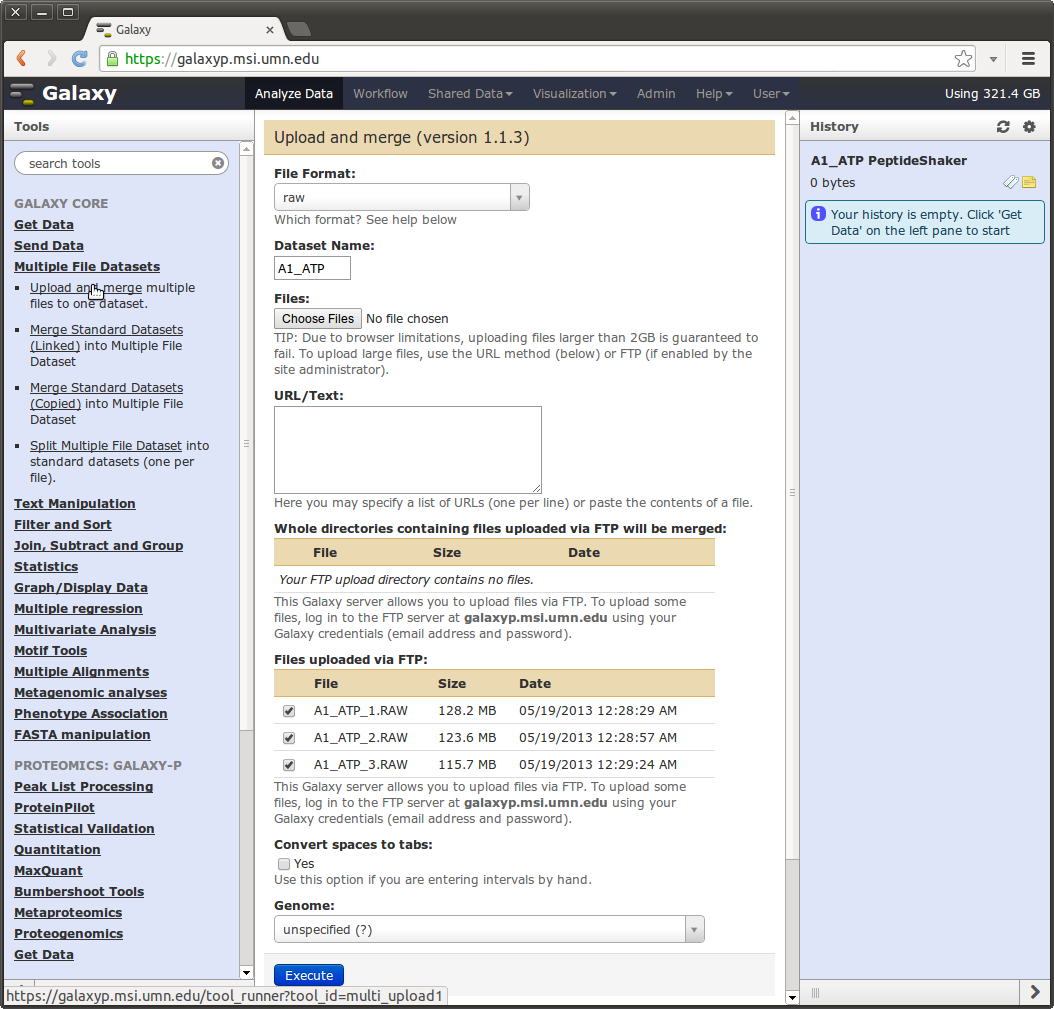 Galaxy
https://galaxyp.msi.umn.edu
Galaxy
Analyze Data
Workflow
Shared Data
Visualization
Admin
Help
User
Using 321.4 GB
Tools
search tools
GALAXY CORE
Get Data
Send Data
Multiple File Datasets
Upload and merge multiple
files to one dataset.
Merge Standard Datasets
(Linked) into Multiple File
Dataset
Merge Standard Datasets
(Copied) into Multiple File
Dataset
Split Multiple File Dataset into
standard datasets (one per
file).
Text Manipulation
Filter and Sort
Join, Subtract and Group
Statistics
Graph/Display Data
Multiple regression
Multivariate Analysis
Motif Tools
Multiple Alignments
Metagenomic analyses
Phenotype Association
FASTA manipulation
PROTEOMICS: GALAXY-P
Peak List Processing
ProteinPilot
Statistical Validation
Quantitation
MaxQuant
Bumbershoot Tools
Metaproteomics
Proteogenomics
Get Data
Upload and merge (version 1.1.3)
File Format:
raw
Which format? See help below
Dataset Name:
A1_ATP
Files:
Choose Files No file chosen
TIP: Due to browser limitations, uploading files larger than 2GB is guaranteed to
fail. To upload large files, use the URL method (below) or FTP (if enabled by the
site administrator).
URL/Text:
Here you may specify a list of URLs (one per line) or paste the contents of a file.
Whole directories containing files uploaded via FTP will be merged:
File Size Date
Your FTP upload directory contains no files.
This Galaxy server allows you to upload files via FTP. To upload some
files, log in to the FTP server at galaxyp.msi.umn.edu using your
Galaxy credentials (email address and password).
Files uploaded via FTP:
File Size Date
A1_ATP_1.RAW 128.2 MB 05/19/2013 12:28:29 AM
A1_ATP_2.RAW 123.6 MB 05/19/2013 12:28:57 AM
A1_ATP_3.RAW 115.7 MB 05/19/2013 12:29:24 AM
This Galaxy server allows you to upload files via FTP. To upload some
files, log in to the FTP server at galaxyp.msi.umn.edu using your
Galaxy credentials (email address and password).
Convert spaces to tabs:
Yes
Use this option if you are entering intervals by hand.
Genome:
unspecified (?)
Execute
History
A1_ATP PeptideShaker
0 bytes
Your history is empty. Click 'Get
Data' on the left pane to start
https://galaxyp.msi.umn.edu/tool_runner?tool_id=multi_upload1